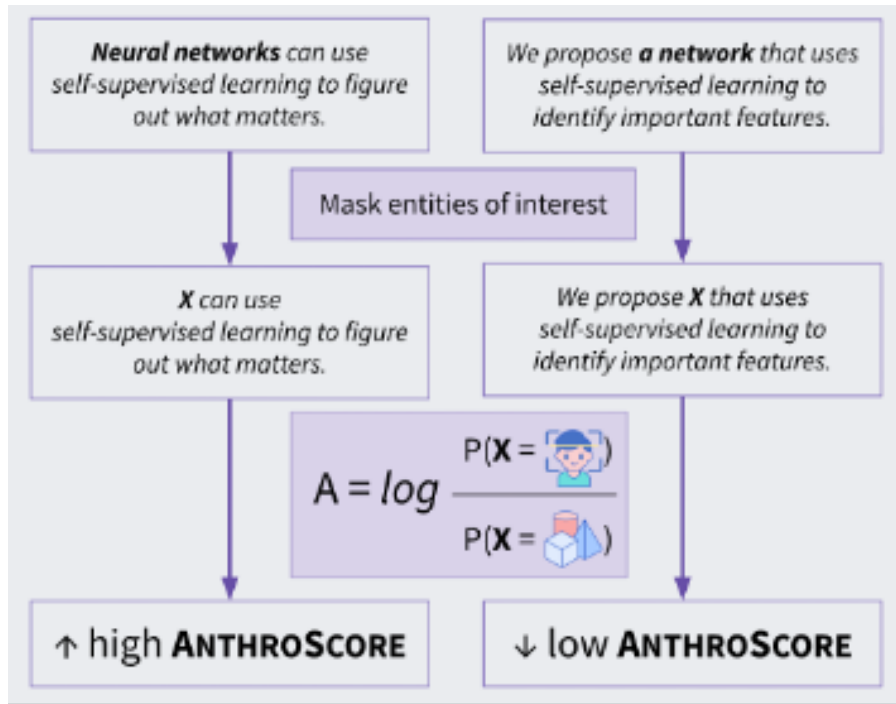 Neural networks can use
self-supervised learning to figure
out what matters.
We propose a network that uses
self-supervised learning to
identify important features.
Mask entities of interest
X can use
self-supervised learning to figure
out what matters.
We propose X that uses
self-supervised learning to
identify important features.
A = log
P(X = )
P(X = )
↑ high ANTHROSCORE
↓ low ANTHROSCORE